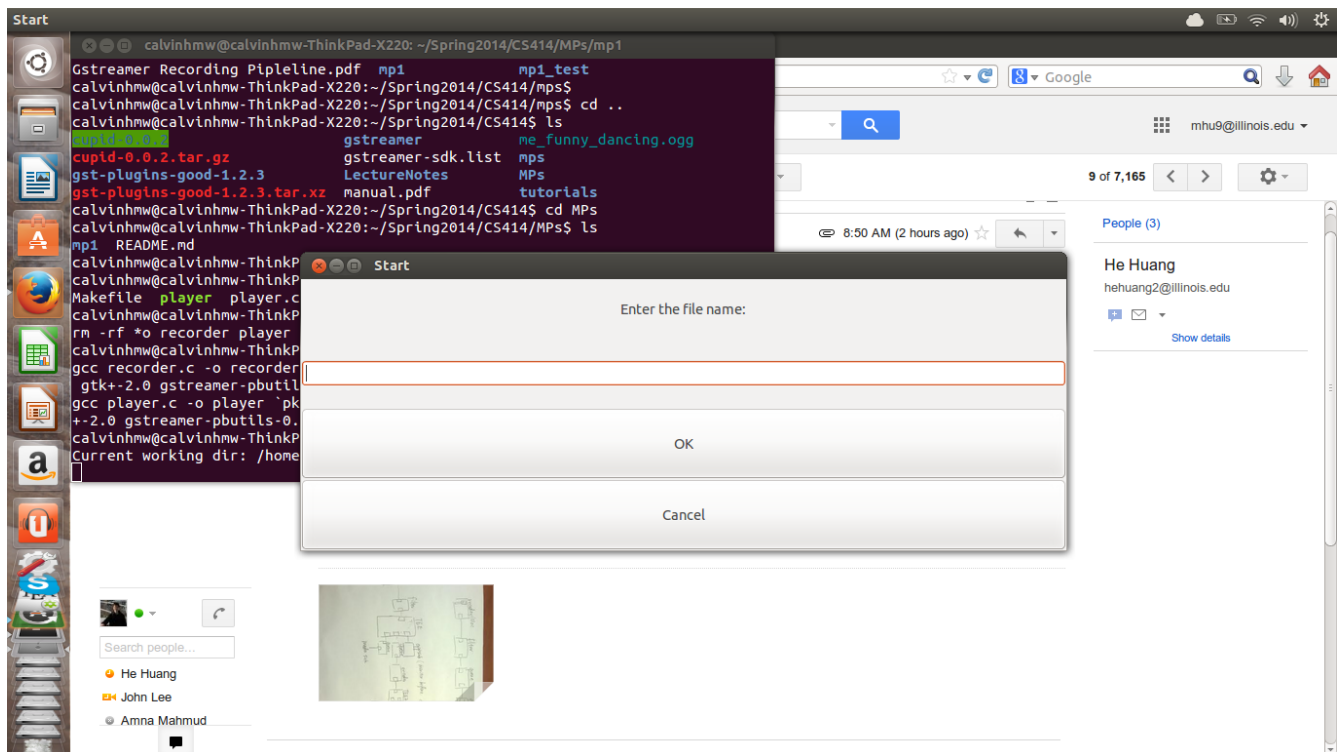 Start
calvinhmw@calvinhmw-ThinkPad-X220: ~/Spring2014/CS414/MPs/mp1
Gstreamer Recording Pipleline.pdf mp1 mp1_test
calvinhmw@calvinhmw-ThinkPad-X220:~/Spring2014/CS414/mps$
calvinhmw@calvinhmw-ThinkPad-X220:~/Spring2014/CS414/mps$ cd ..
calvinhmw@calvinhmw-ThinkPad-X220:~/Spring2014/CS414$ ls
cupid-0.0.2 gstreamer me_funny_dancing.ogg
cupid-0.0.2.tar.gz gstreamer-sdk.list mps
gst-plugins-good-1.2.3 LectureNotes MPs
gst-plugins-good-1.2.3.tar.xz manual.pdf tutorials
calvinhmw@calvinhmw-ThinkPad-X220:~/Spring2014/CS414$ cd MPs
calvinhmw@calvinhmw-ThinkPad-X220:~/Spring2014/CS414/MPs$ ls
mp1 README.md
calvinhmw@calvinhmw-ThinkP
calvinhmw@calvinhmw-ThinkP
Makefile player player.c
calvinhmw@calvinhmw-ThinkP
rm -rf *o recorder player
calvinhmw@calvinhmw-ThinkP
gcc recorder.c -o recorder
gtk+-2.0 gstreamer-pbutil
gcc player.c -o player `pk
+-2.0 gstreamer-pbutils-0.
calvinhmw@calvinhmw-ThinkP
Current working dir: /home
Start
Enter the file name:
OK
Cancel
8 Google
mhu9@illinois.edu
9 of 7,165
8:50 AM (2 hours ago)
People (3)
He Huang
hehuang2@illinois.edu
Show details
Search people...
He Huang
John Lee
Amna Mahmud